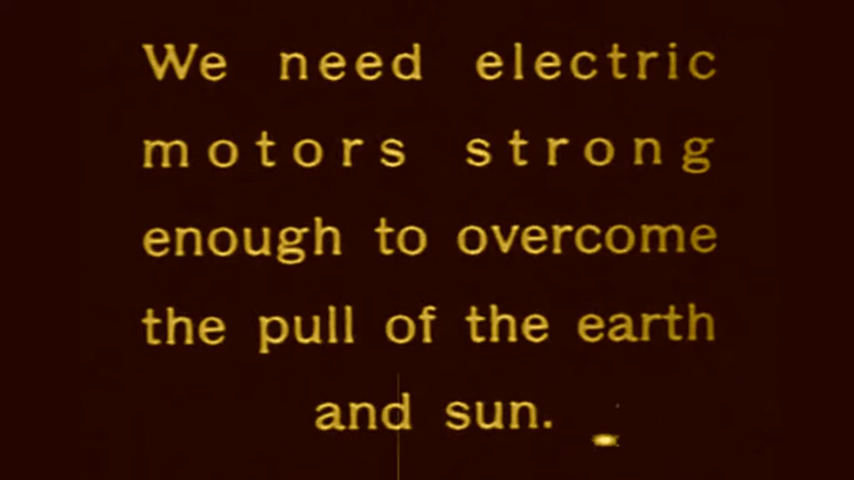 We need electric
motors strong
enough to overcome
the pull of the earth
and sun.